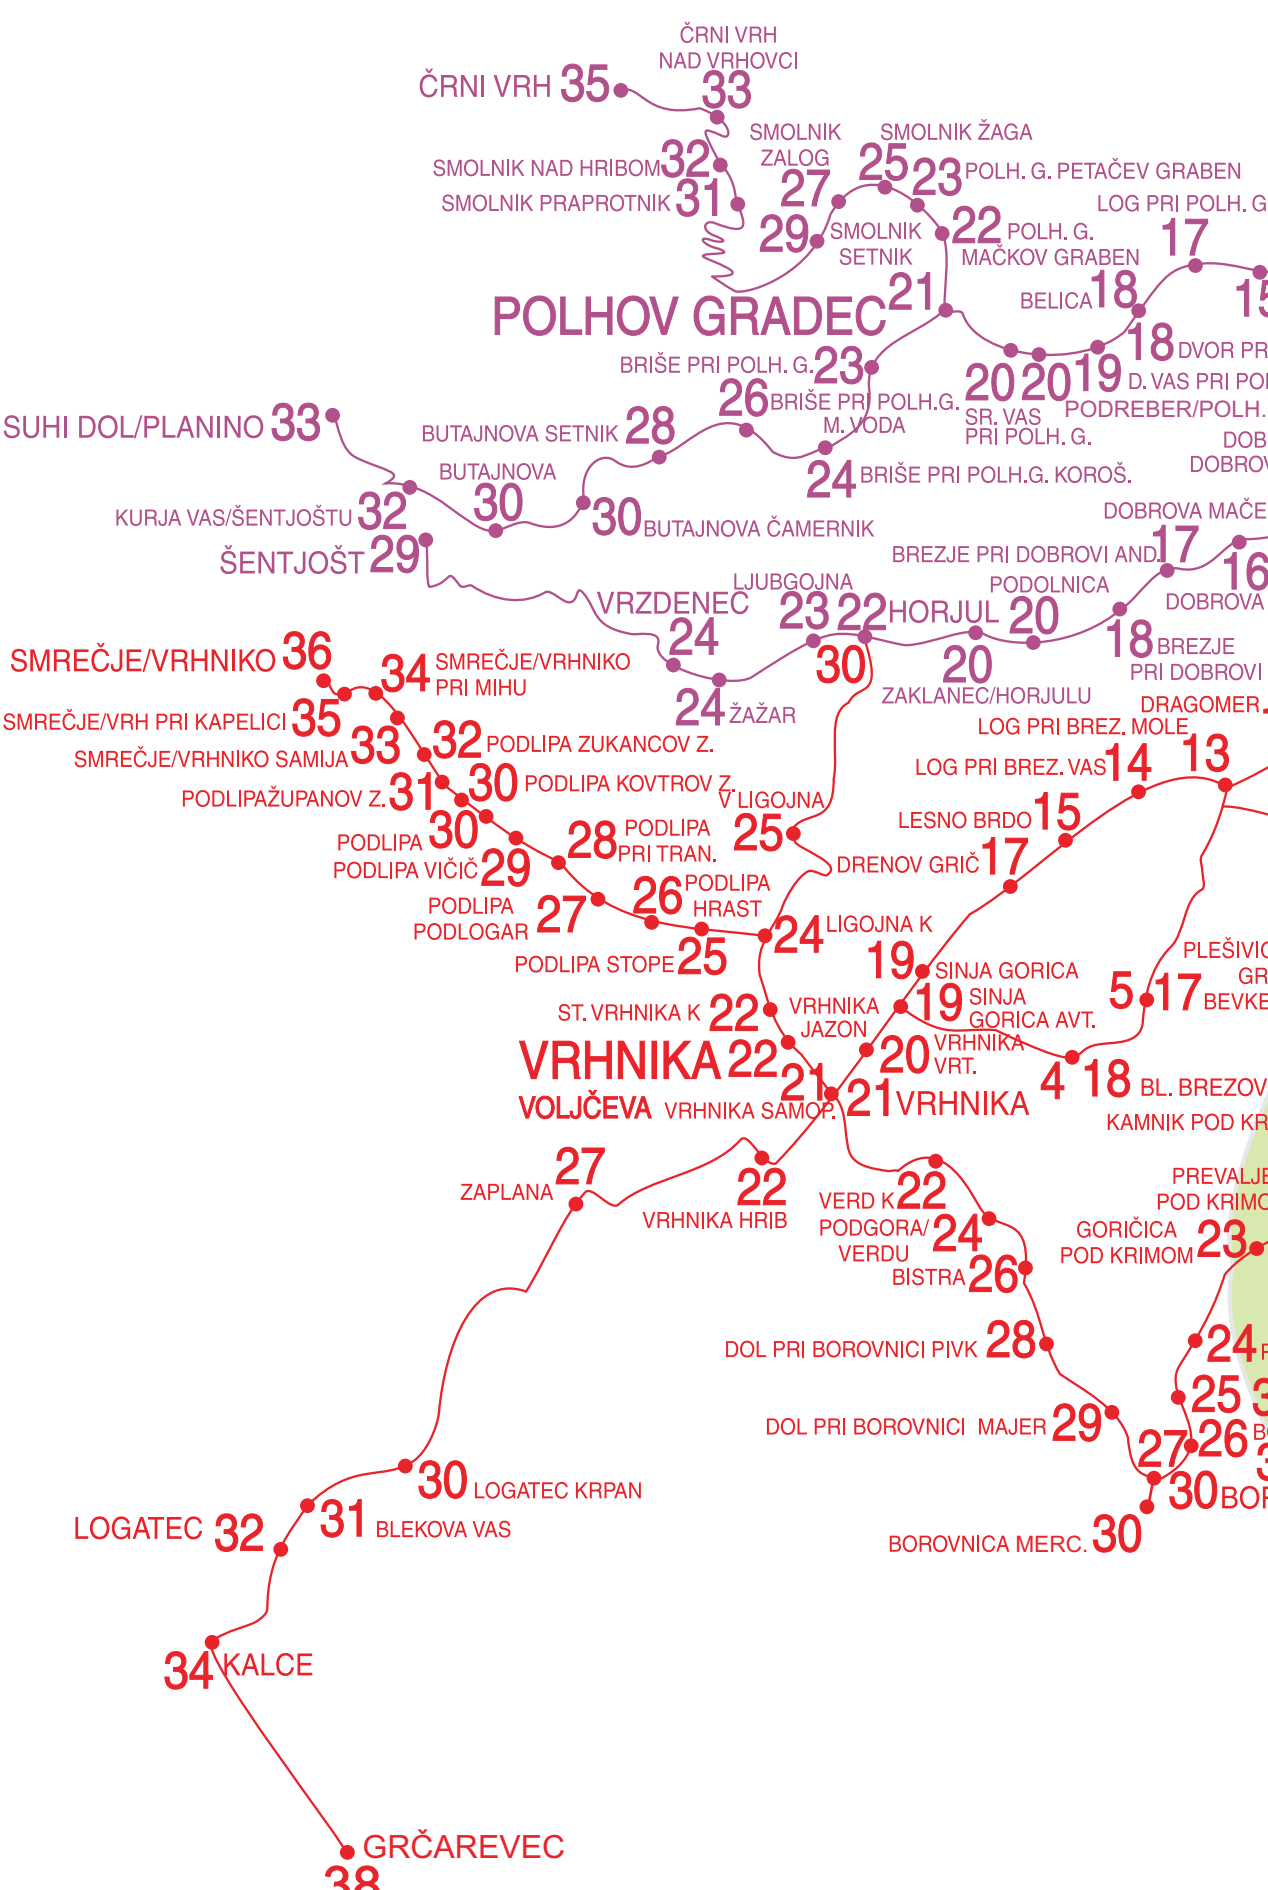 ČRNI VRH
NAD VRHOVCI
33
ČRNI VRH 35
SMOLNIK
ZALOG
27
SMOLNIK ŽAGA
25
SMOLNIK NAD HRIBOM 32
23 POLH. G. PETAČEV GRABEN
SMOLNIK PRAPROTNIK 31
LOG PRI POLH. G
17
29 SMOLNIK
SETNIK
22 POLH. G.
MAČKOV GRABEN
POLHOV GRADEC 21
BELICA 18
15
18 DVOR PR
BRIŠE PRI POLH. G. 23
20 20 19 D. VAS PRI POL
SR. VAS
PRI POLH. G.
PODREBER/POLH.
26 BRIŠE PRI POLH.G.
M. VODA
SUHI DOL/PLANINO 33
BUTAJNOVA SETNIK 28
DOB
DOBROV
BUTAJNOVA
30
24 BRIŠE PRI POLH.G. KOROŠ.
KURJA VAS/ŠENTJOŠTU 32
30 BUTAJNOVA ČAMERNIK
DOBROVA MAČE
ŠENTJOŠT 29
BREZJE PRI DOBROVI AND. 17
16
DOBROVA
LJUBGOJNA
23
PODOLNICA
20
VRZDENEC
24
22 HORJUL
18 BREZJE
PRI DOBROVI
30
20
ZAKLANEC/HORJULU
24 ŽAŽAR
SMREČJE/VRHNIKO 36
34 SMREČJE/VRHNIKO
PRI MIHU
DRAGOMER
SMREČJE/VRH PRI KAPELICI 35
LOG PRI BREZ. MOLE 13
SMREČJE/VRHNIKO SAMIJA 33
32 PODLIPA ZUKANCOV Z.
LOG PRI BREZ. VAS 14
PODLIPAŽUPANOV Z. 31
30 PODLIPA KOVTROV Z.
V LIGOJNA
25
LESNO BRDO 15
PODLIPA 30
28 PODLIPA
PRI TRAN.
PODLIPA VIČIČ 29
DRENOV GRIČ 17
26 PODLIPA
HRAST
PODLIPA
PODLOGAR 27
24 LIGOJNA K
PODLIPA STOPE 25
19 SINJA GORICA
PLEŠIVIC
GR
5 17 BEVKE
ST. VRHNIKA K 22
VRHNIKA
JAZON
19 SINJA
GORICA AVT.
VRHNIKA 22
21
20 VRHNIKA
VRT.
4 18 BL. BREZOV
VOLJČEVA VRHNIKA SAMOP.
21 VRHNIKA
KAMNIK POD KR
ZAPLANA 27
22
VRHNIKA HRIB
VERD K 22
PREVALJE
POD KRIMO
PODGORA/
VERDU 24
GORIČICA
POD KRIMOM 23
BISTRA 26
DOL PRI BOROVNICI PIVK 28
24
25
DOL PRI BOROVNICI MAJER 29
27 26
30 LOGATEC KRPAN
30
31 BLEKOVA VAS
LOGATEC 32
BOROVNICA MERC. 30
34 KALCE
GRČAREVEC
38